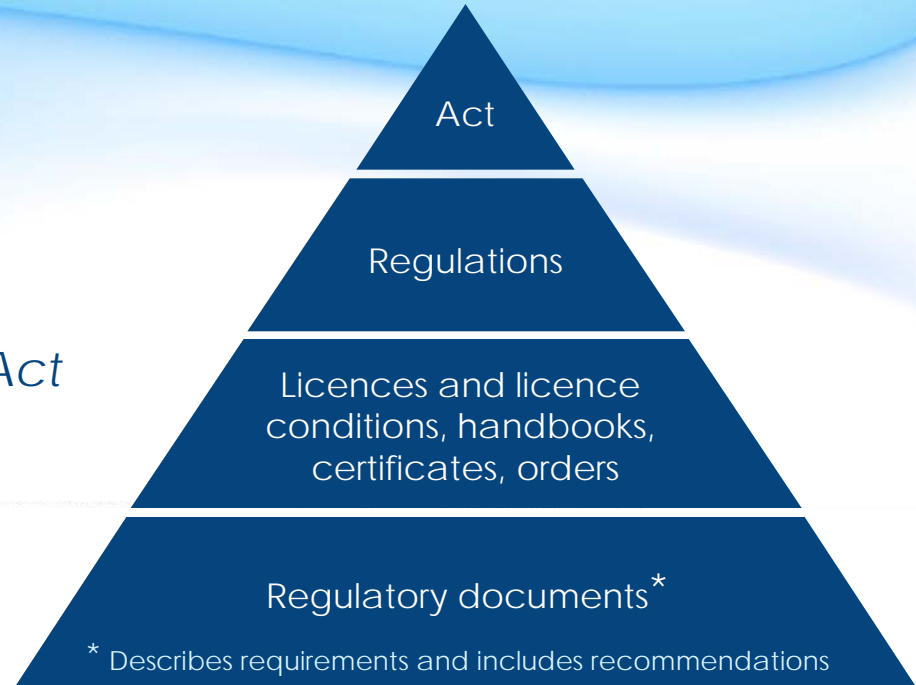 Act
Regulations
Act
Licences and licence
conditions, handbooks,
certificates, orders
Regulatory documents*
* Describes requirements and includes recommendations